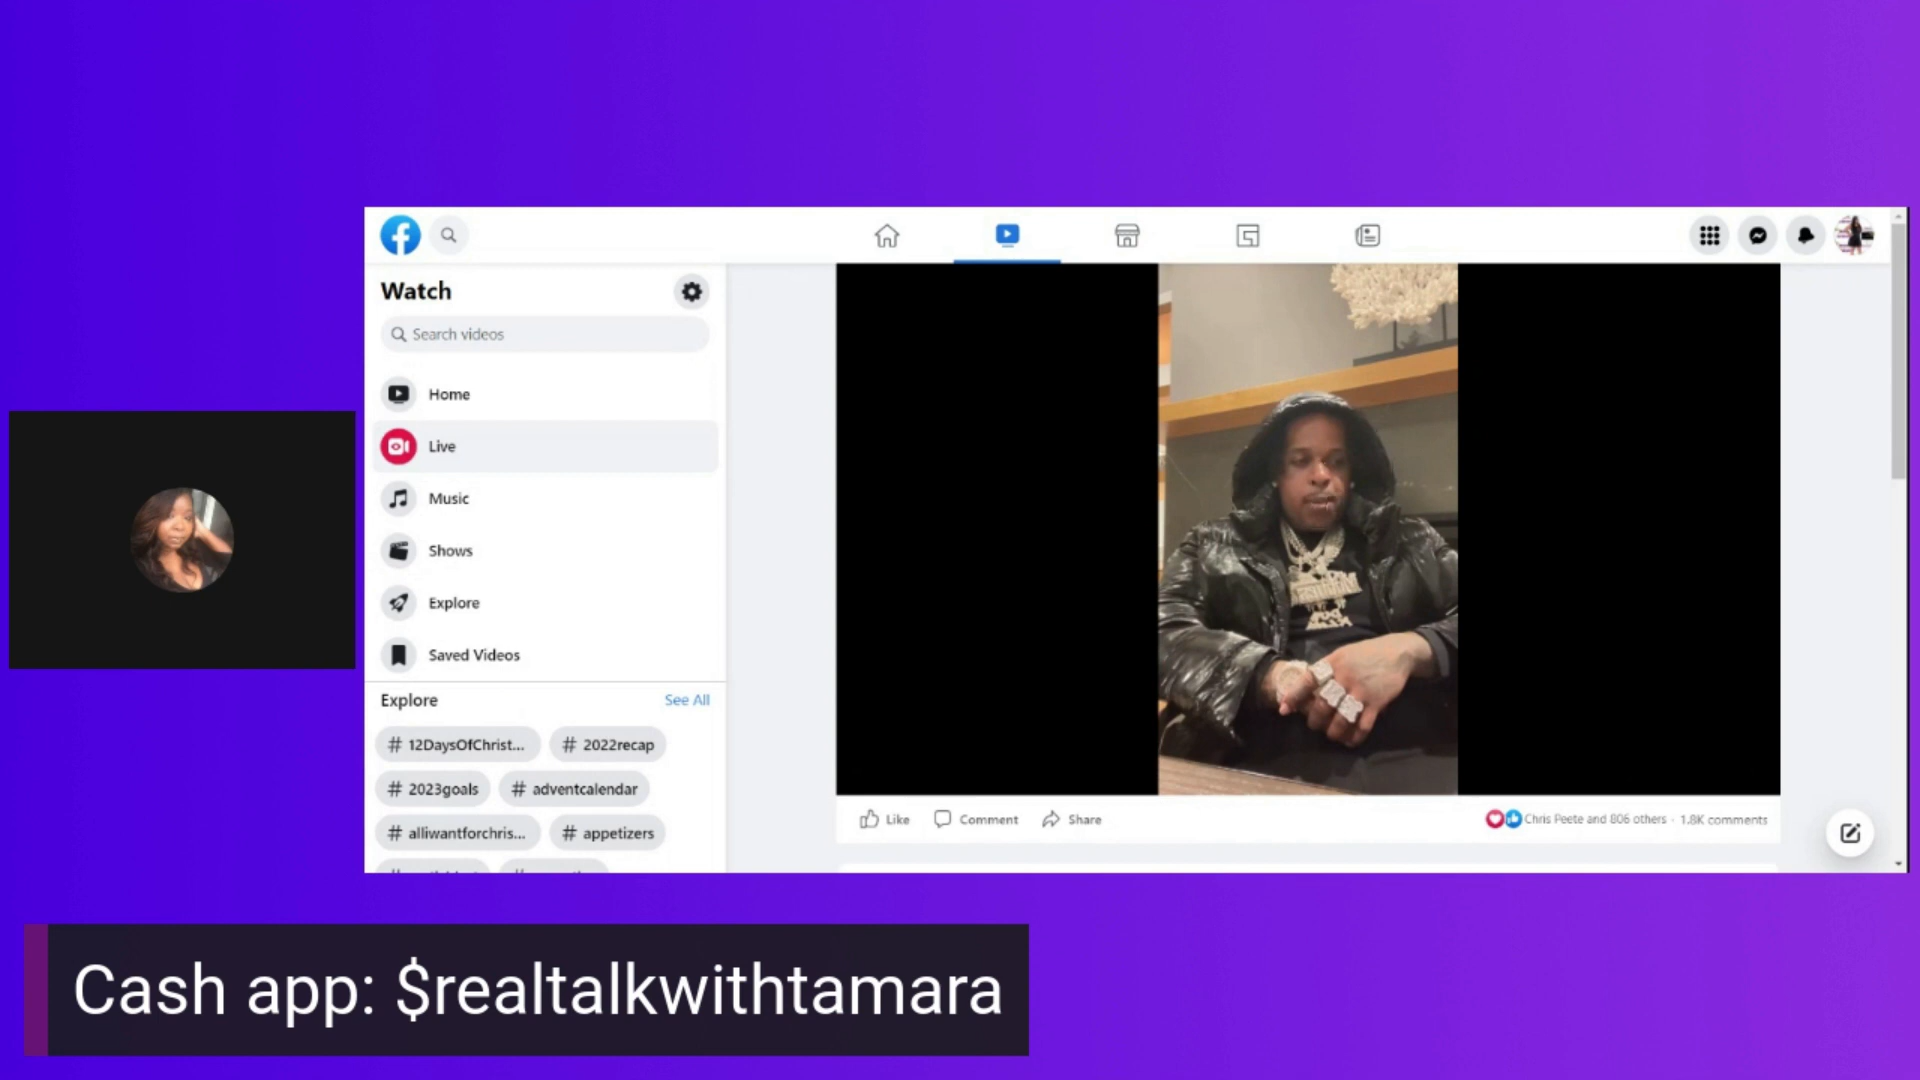 Watch
Search videos
Home
Live
Music
Shows
Explore
Saved Videos
Explore
See All
# 12DaysOfChrist...
# 2022recap
# 2023goals
# adventcalendar
# alliwantforchris...
# appetizers
Like
Comment
Share
Chris Peete and 806 others · 1.8K comments
Cash app: $realtalkwithtamara